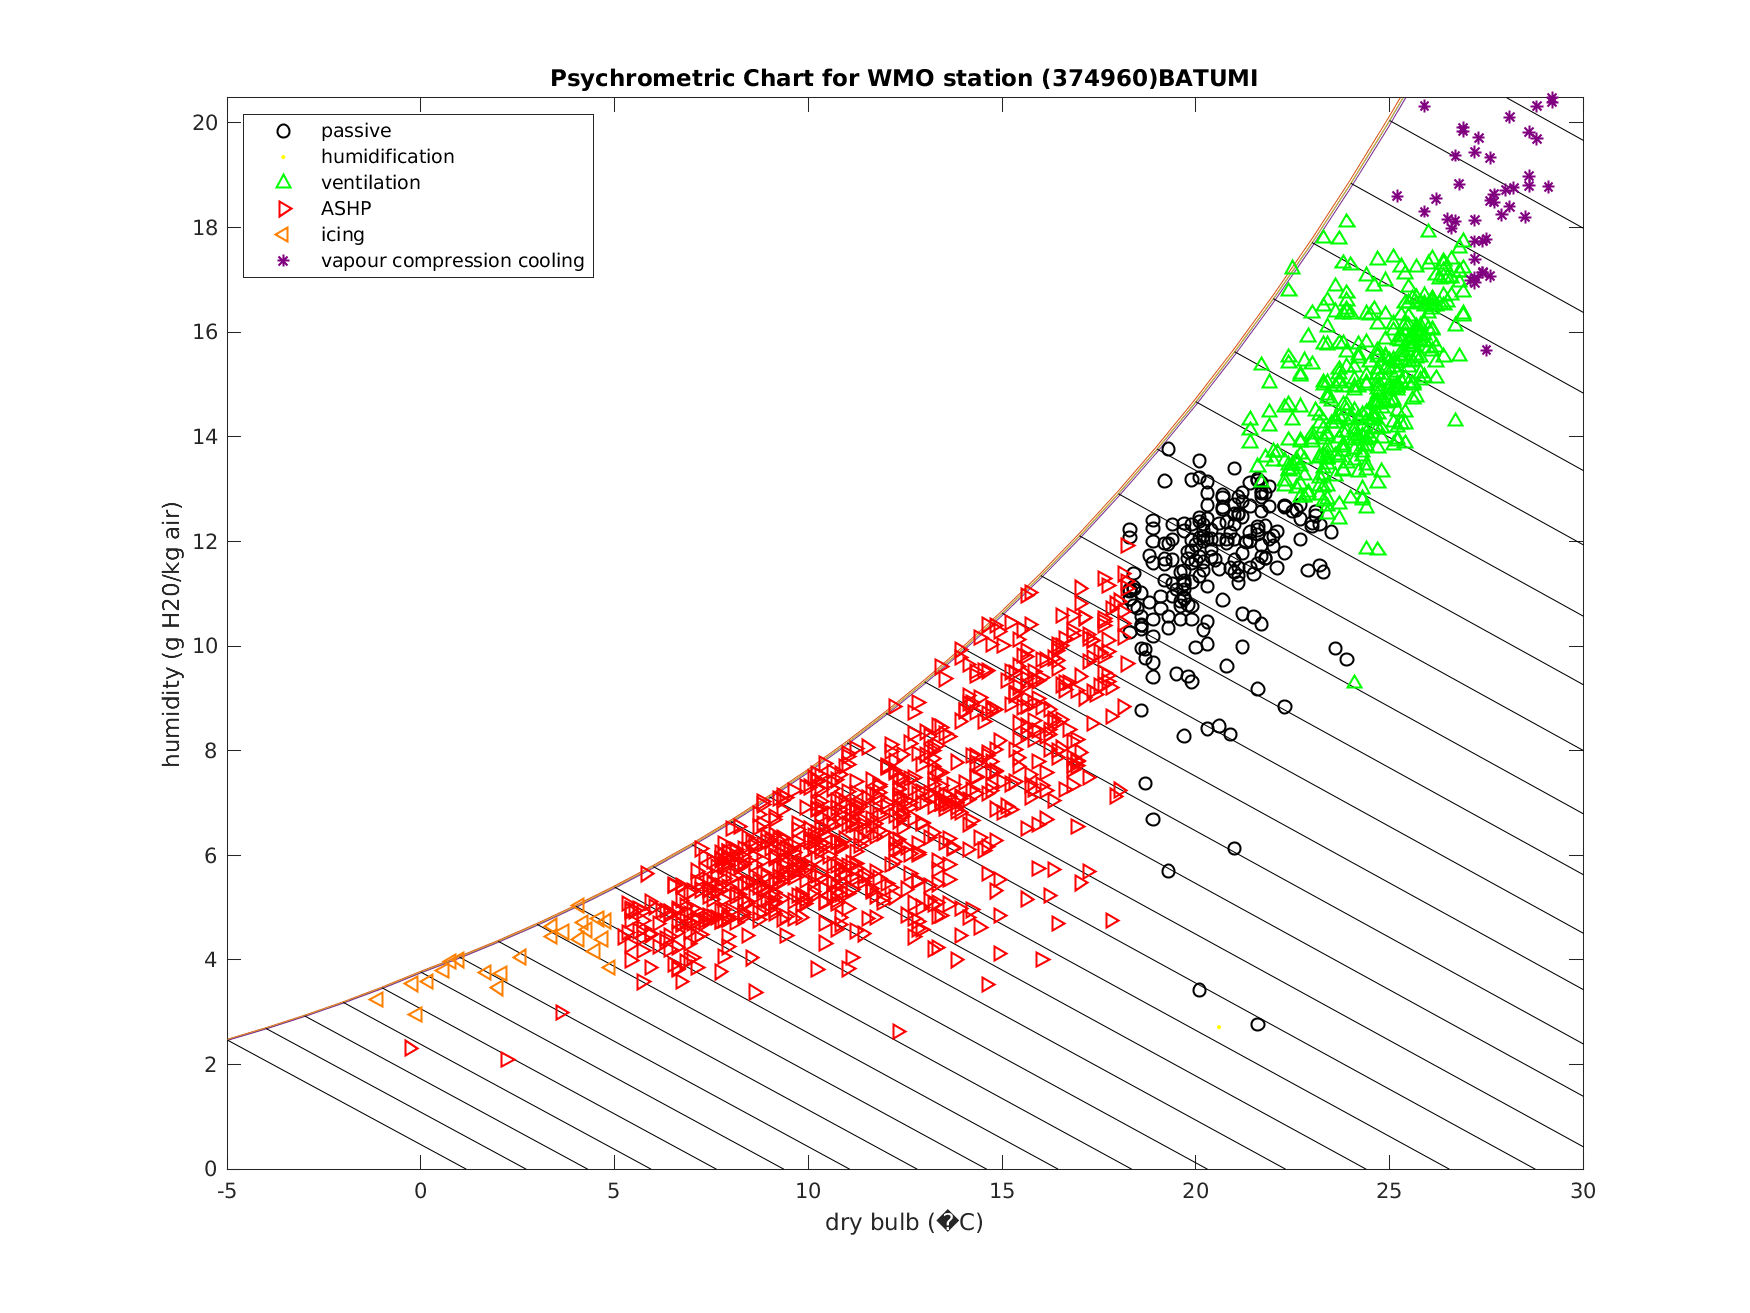 Psychrometric Chart for WMO station (374960)BATUMI
passive
humidification
ventilation
ASHP
icing
vapour compression cooling
20
18
16
14
12
10
8
6
4
2
0
humidity (g H20/kg air)
-5 0 5 10 15 20 25 30
dry bulb (�C)